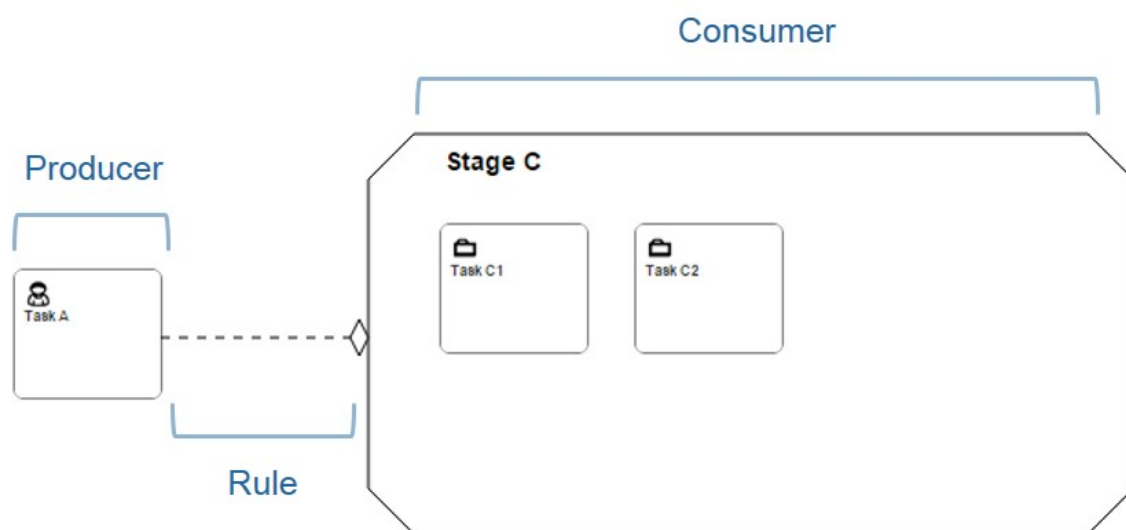 Consumer
Producer
Stage C
Task A
Task C1
Task C2
Rule